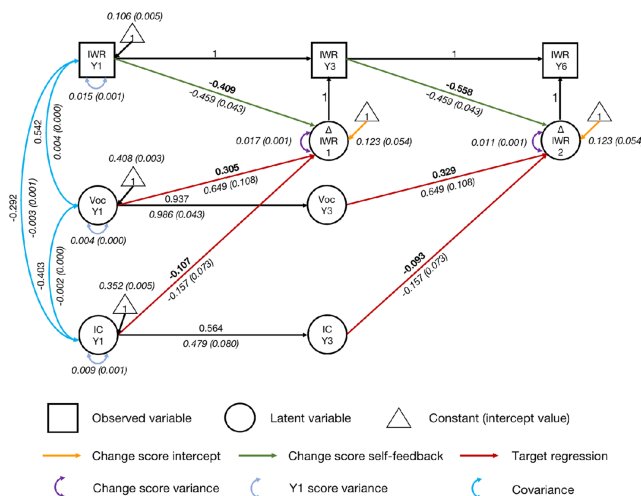 0.106 (0.005)
1
IWR
Y1
1
IWR
Y3
1
IWR
Y6
0.015 (0.001)
-0.409
-0.459 (0.043)
-0.558
-0.459 (0.043)
1
1
0.542
0.004 (0.000)
1
1
0.017 (0.001)
Δ
IWR
1
0.123 (0.054)
0.011 (0.001)
Δ
IWR
2
0.123 (0.054)
0.408 (0.003)
1
0.305
0.649 (0.108)
0.329
0.649 (0.108)
-0.292
-0.003 (0.001)
Voc
Y1
0.937
0.986 (0.043)
Voc
Y3
0.004 (0.000)
-0.403
-0.002 (0.000)
-0.107
-0.157 (0.073)
-0.093
-0.157 (0.073)
0.352 (0.005)
1
IC
Y1
0.564
0.479 (0.080)
IC
Y3
0.009 (0.001)
Observed variable
Latent variable
Constant (intercept value)
Change score intercept
Change score self-feedback
Target regression
Change score variance
Y1 score variance
Covariance